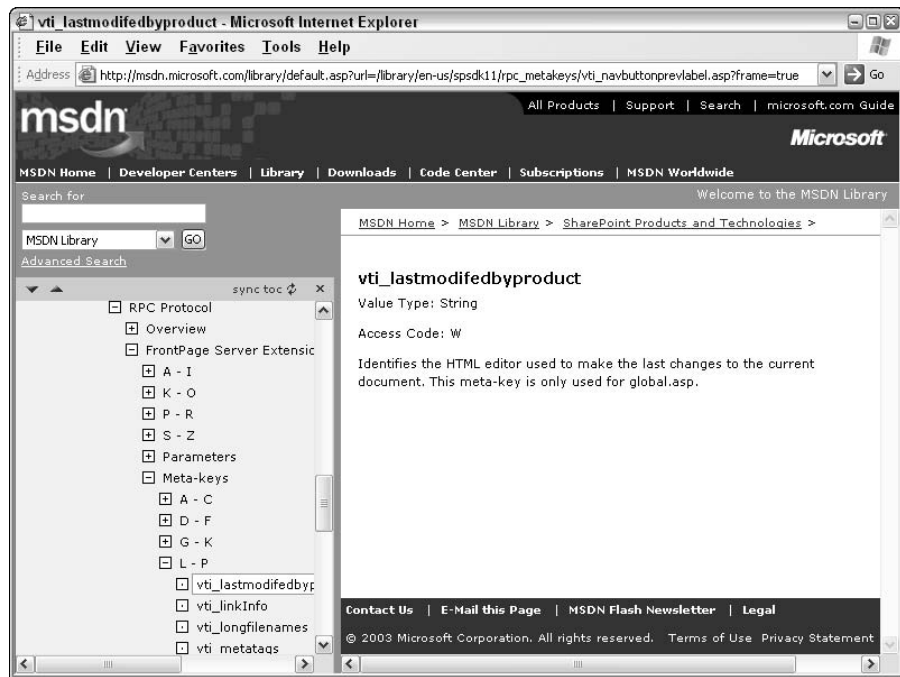 vti_lastmodifedbyproduct - Microsoft Internet Explorer
File Edit View Favorites Tools Help
Address http://msdn.microsoft.com/library/default.asp?url=/library/en-us/spsdk11/rpc_metakeys/vti_navbuttonprevlabel.asp?frame=true Go
All Products | Support | Search | microsoft.com Guide
msdn
Microsoft
MSDN Home | Developer Centers | Library | Downloads | Code Center | Subscriptions | MSDN Worldwide
Search for
Welcome to the MSDN Library
MSDN Library GO
Advanced Search
sync toc
RPC Protocol
Overview
FrontPage Server Extensic
A - I
K - O
P - R
S - Z
Parameters
Meta-keys
A - C
D - F
G - K
L - P
vti_lastmodifedbyp
vti_linkInfo
vti_longfilenames
vti_metatags
MSDN Home > MSDN Library > SharePoint Products and Technologies >
vti_lastmodifedbyproduct
Value Type: String
Access Code: W
Identifies the HTML editor used to make the last changes to the current
document. This meta-key is only used for global.asp.
Contact Us | E-Mail this Page | MSDN Flash Newsletter | Legal
© 2003 Microsoft Corporation. All rights reserved. Terms of Use Privacy Statement